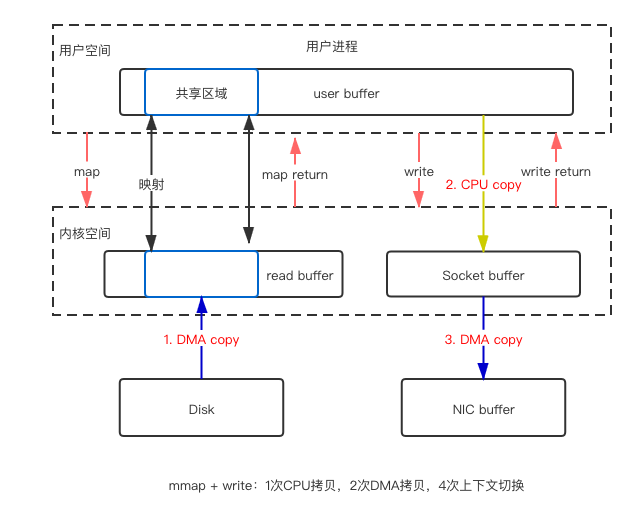 用户进程
用户空间
共享区域
user buffer
map
映射
map return
write
2. CPU copy
write return
内核空间
read buffer
Socket buffer
1. DMA copy
3. DMA copy
Disk
NIC buffer
mmap + write：1次CPU拷贝，2次DMA拷贝，4次上下文切换